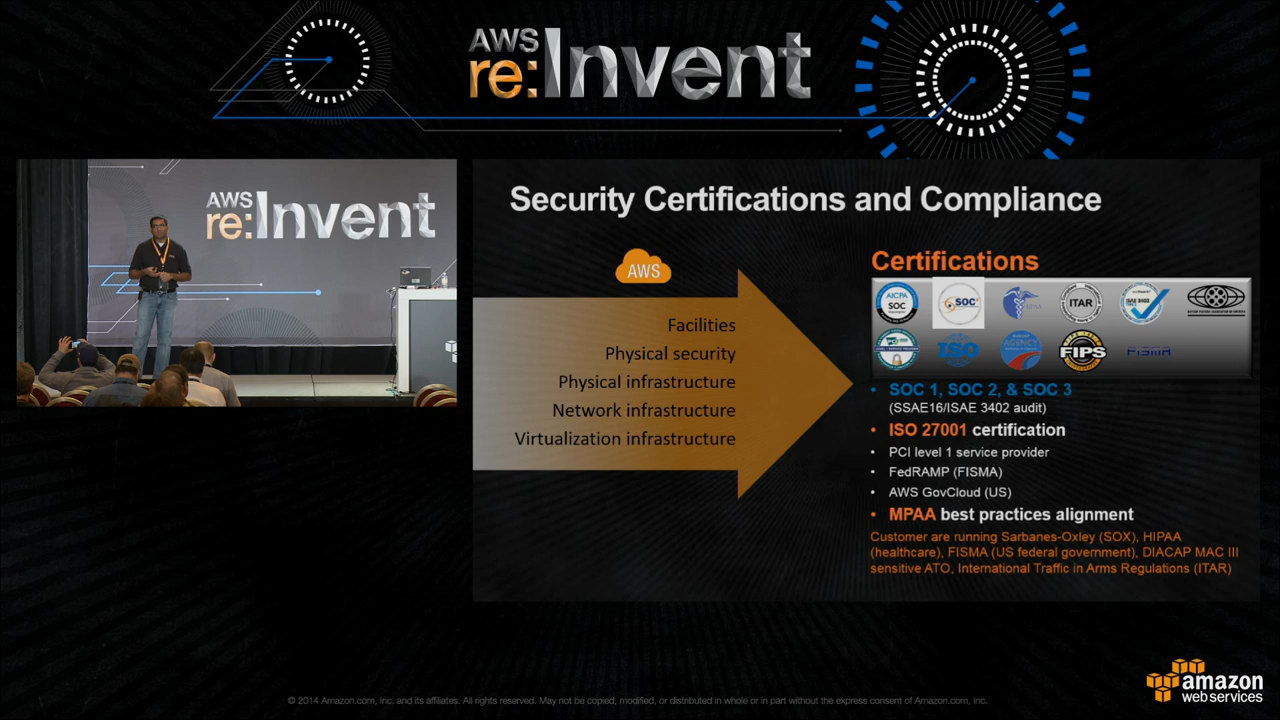 AWS
re:Invent
AWS
re:Invent
Security Certifications and Compliance
AWS
Facilities
Physical security
Physical infrastructure
Network infrastructure
Virtualization infrastructure
Certifications
AICPA
SOC
SOC
ITAR
ISAE 3402
ISO
AGENCY
FIPS
FISMA
• SOC 1, SOC 2, & SOC 3
(SSAE16/ISAE 3402 audit)
• ISO 27001 certification
• PCI level 1 service provider
• FedRAMP (FISMA)
• AWS GovCloud (US)
• MPAA best practices alignment
Customer are running Sarbanes-Oxley (SOX), HIPAA
(healthcare), FISMA (US federal government), DIACAP MAC III
sensitive ATO, International Traffic in Arms Regulations (ITAR)
© 2014 Amazon.com, Inc. and its affiliates. All rights reserved. May not be copied, modified, or distributed in whole or in part without the express consent of Amazon.com, Inc.
amazon
web services